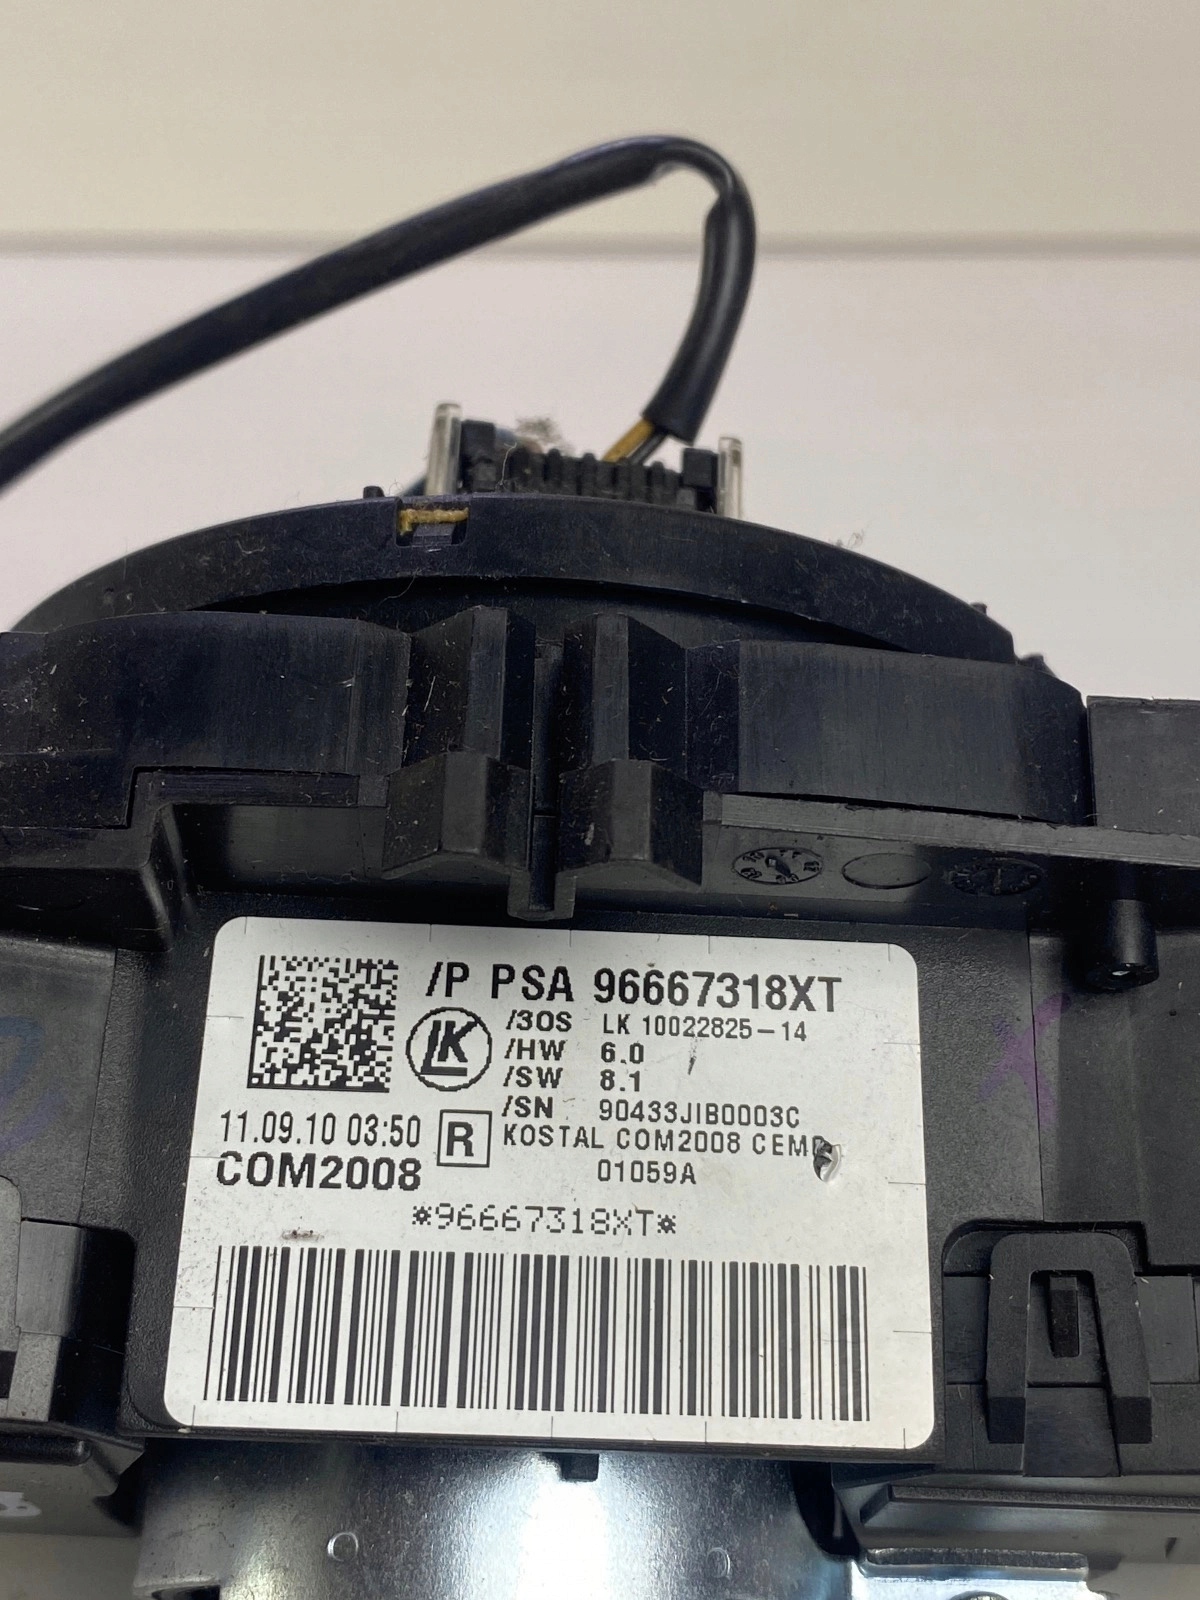 /P PSA 96667318XT
LK
/3OS LK 10022825-14
/HW 6.0
/SW 8.1
/SN 90433JIB0003C
11.09.10 03:50
R
KOSTAL COM2008
COM2008
01059A
*96667318XT*